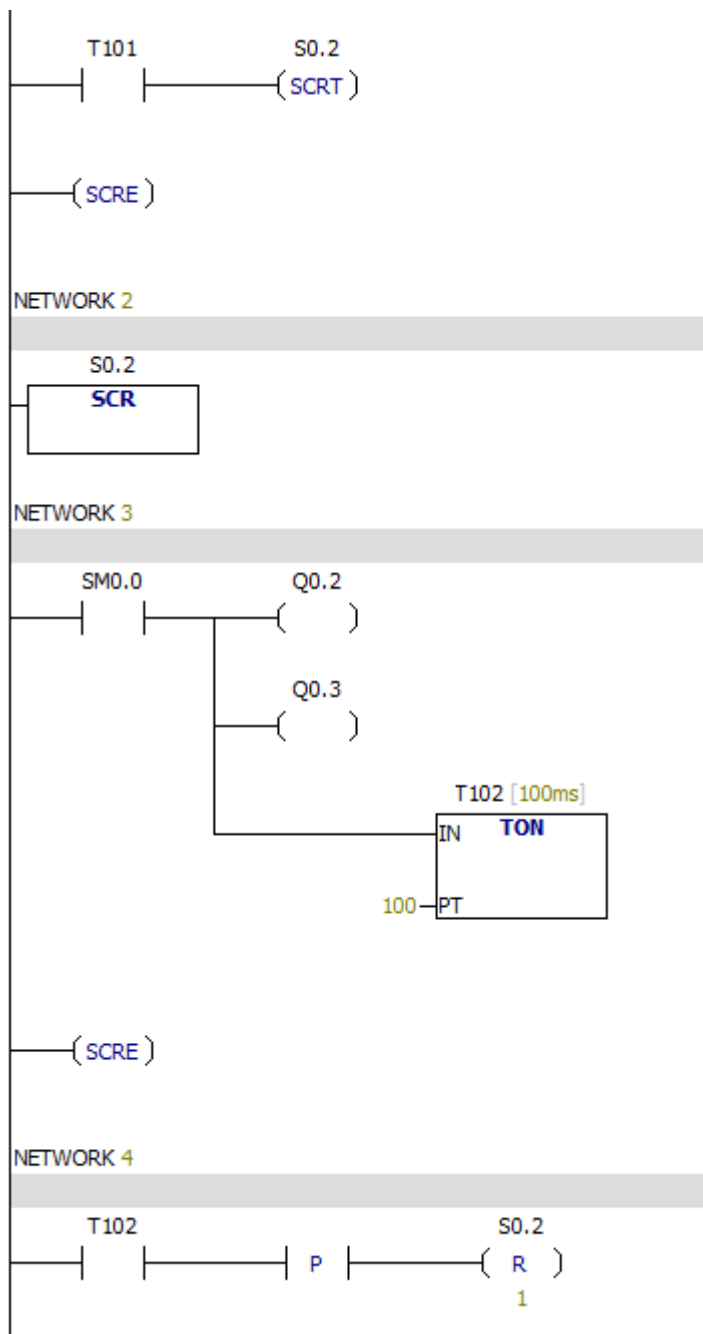 T101 S0.2
SCRT
SCRE
NETWORK 2
S0.2
SCR
NETWORK 3
SM0.0 Q0.2
Q0.3
T102 [100ms]
IN TON
100 PT
SCRE
NETWORK 4
T102 S0.2
P R
1